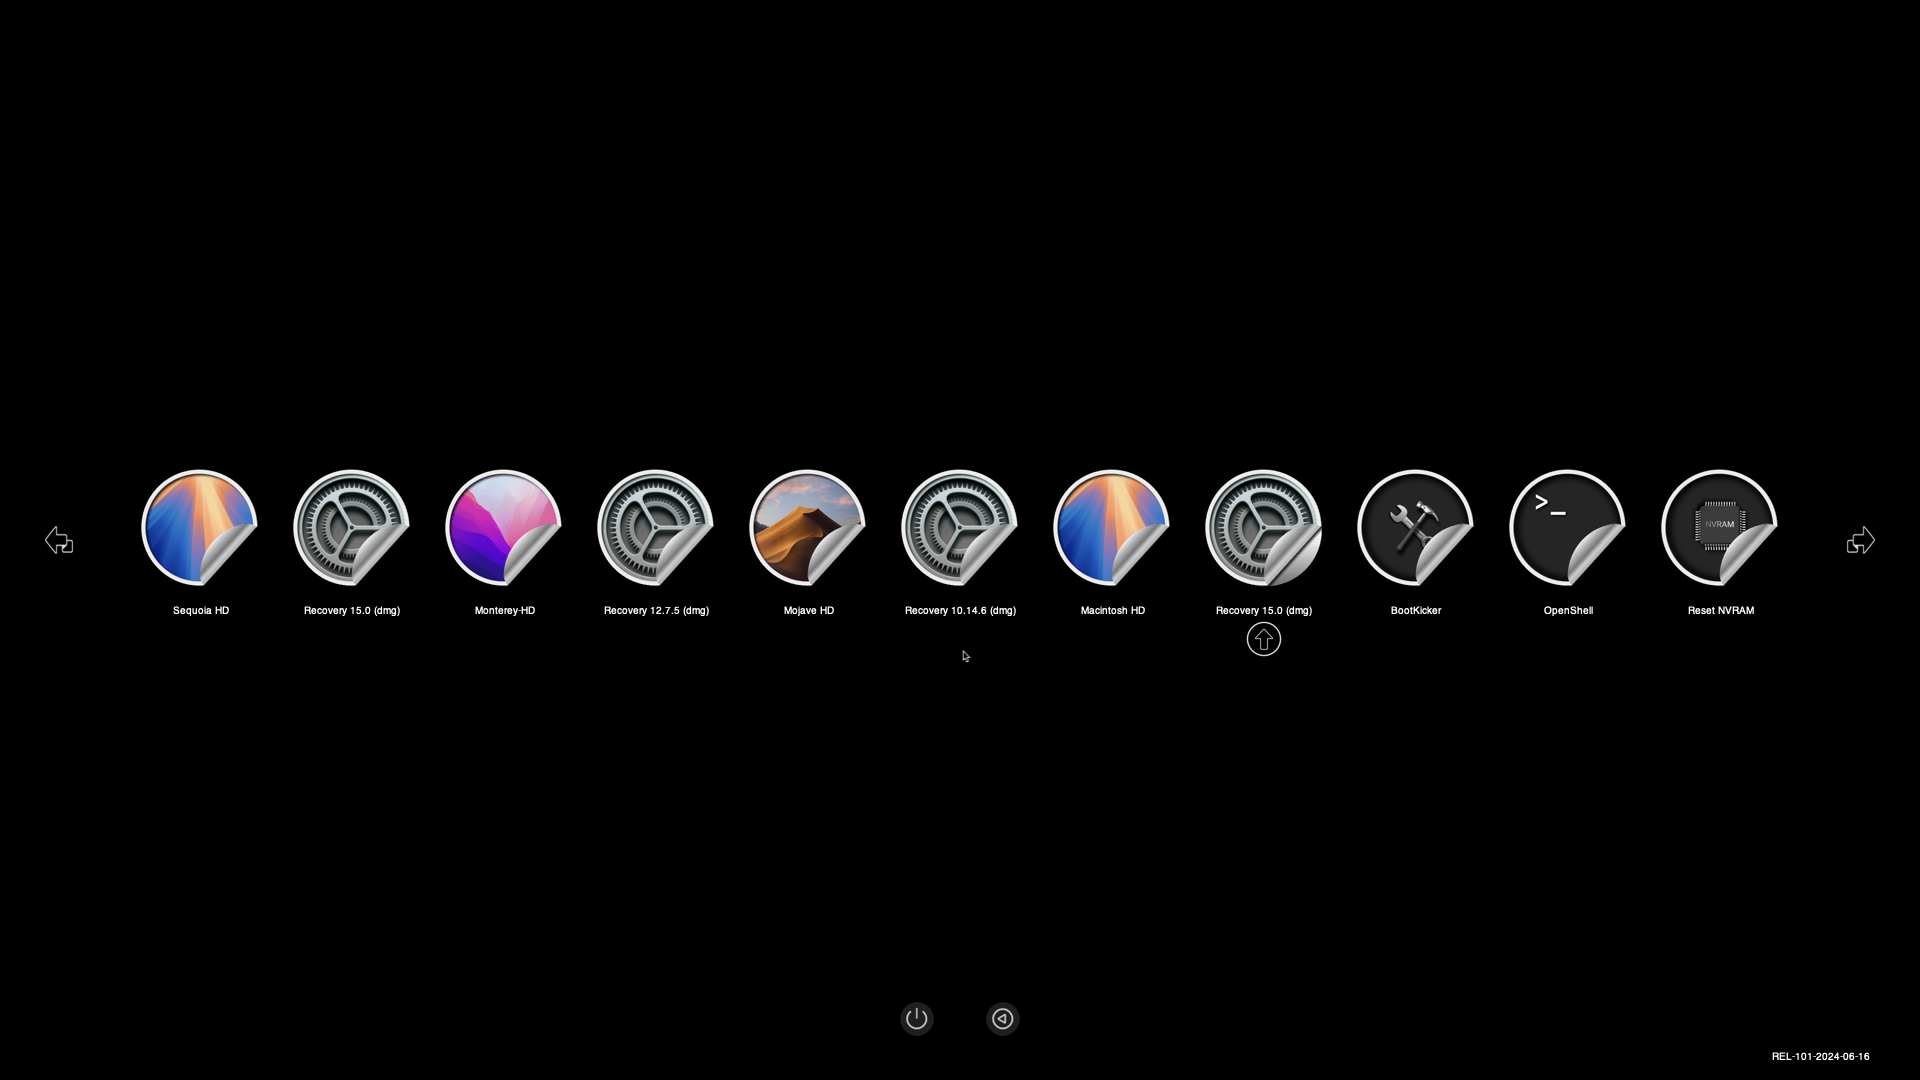 >_
NVRAM
Sequoia HD
Recovery 15.0 (dmg)
Monterey-HD
Recovery 12.7.5 (dmg)
Mojave HD
Recovery 10.14.6 (dmg)
Macintosh HD
Recovery 15.0 (dmg)
BootKicker
OpenShell
Reset NVRAM
REL-101-2024-06-16